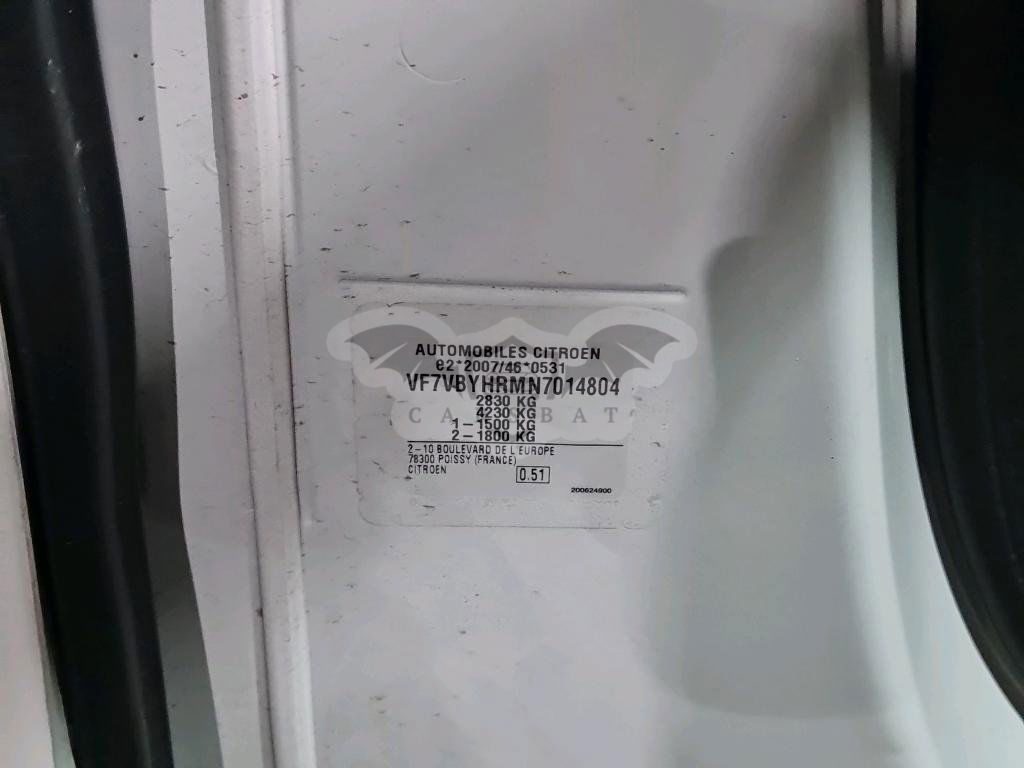 AUTOMOBILES CITROEN
e2*2007/46*0531
VF7VBYHRMN7014804
2830 KG
4230 KG
1-1500 KG
2-1800 KG
2-10 BOULEVARD DE L'EUROPE
78300 POISSY (FRANCE)
CITROEN
0.51
200624900